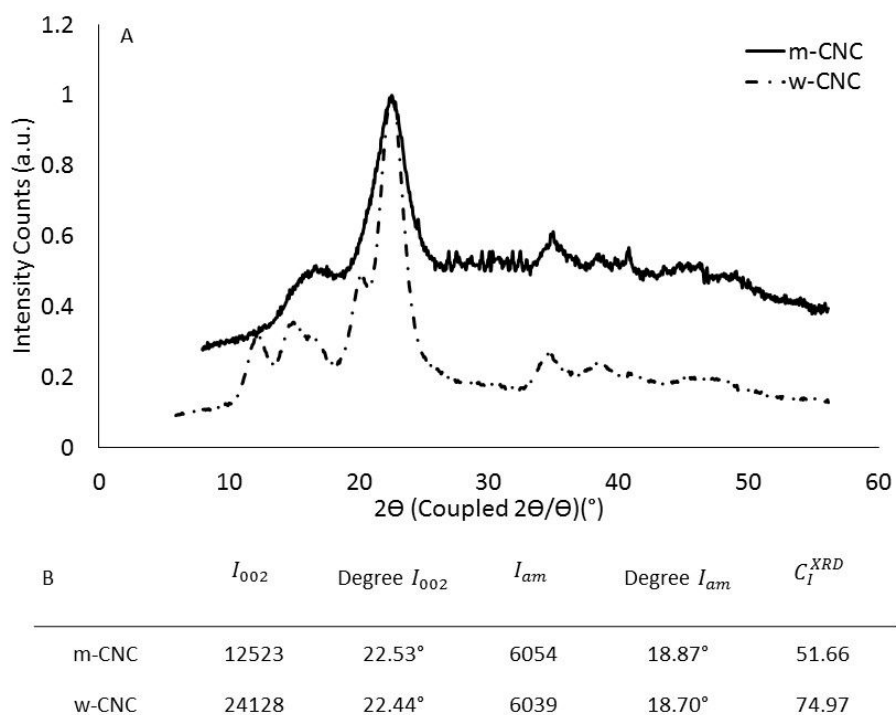 A
m-CNC
w-CNC
1.2
1
0.8
0.6
0.4
0.2
0
Intensity Counts (a.u.)
0 10 20 30 40 50 60
2Θ (Coupled 2Θ/Θ)(°)
B I₀₀₂ Degree I₀₀₂ Iₐₘ Degree Iₐₘ C_I^XRD
m-CNC 12523 22.53° 6054 18.87° 51.66
w-CNC 24128 22.44° 6039 18.70° 74.97